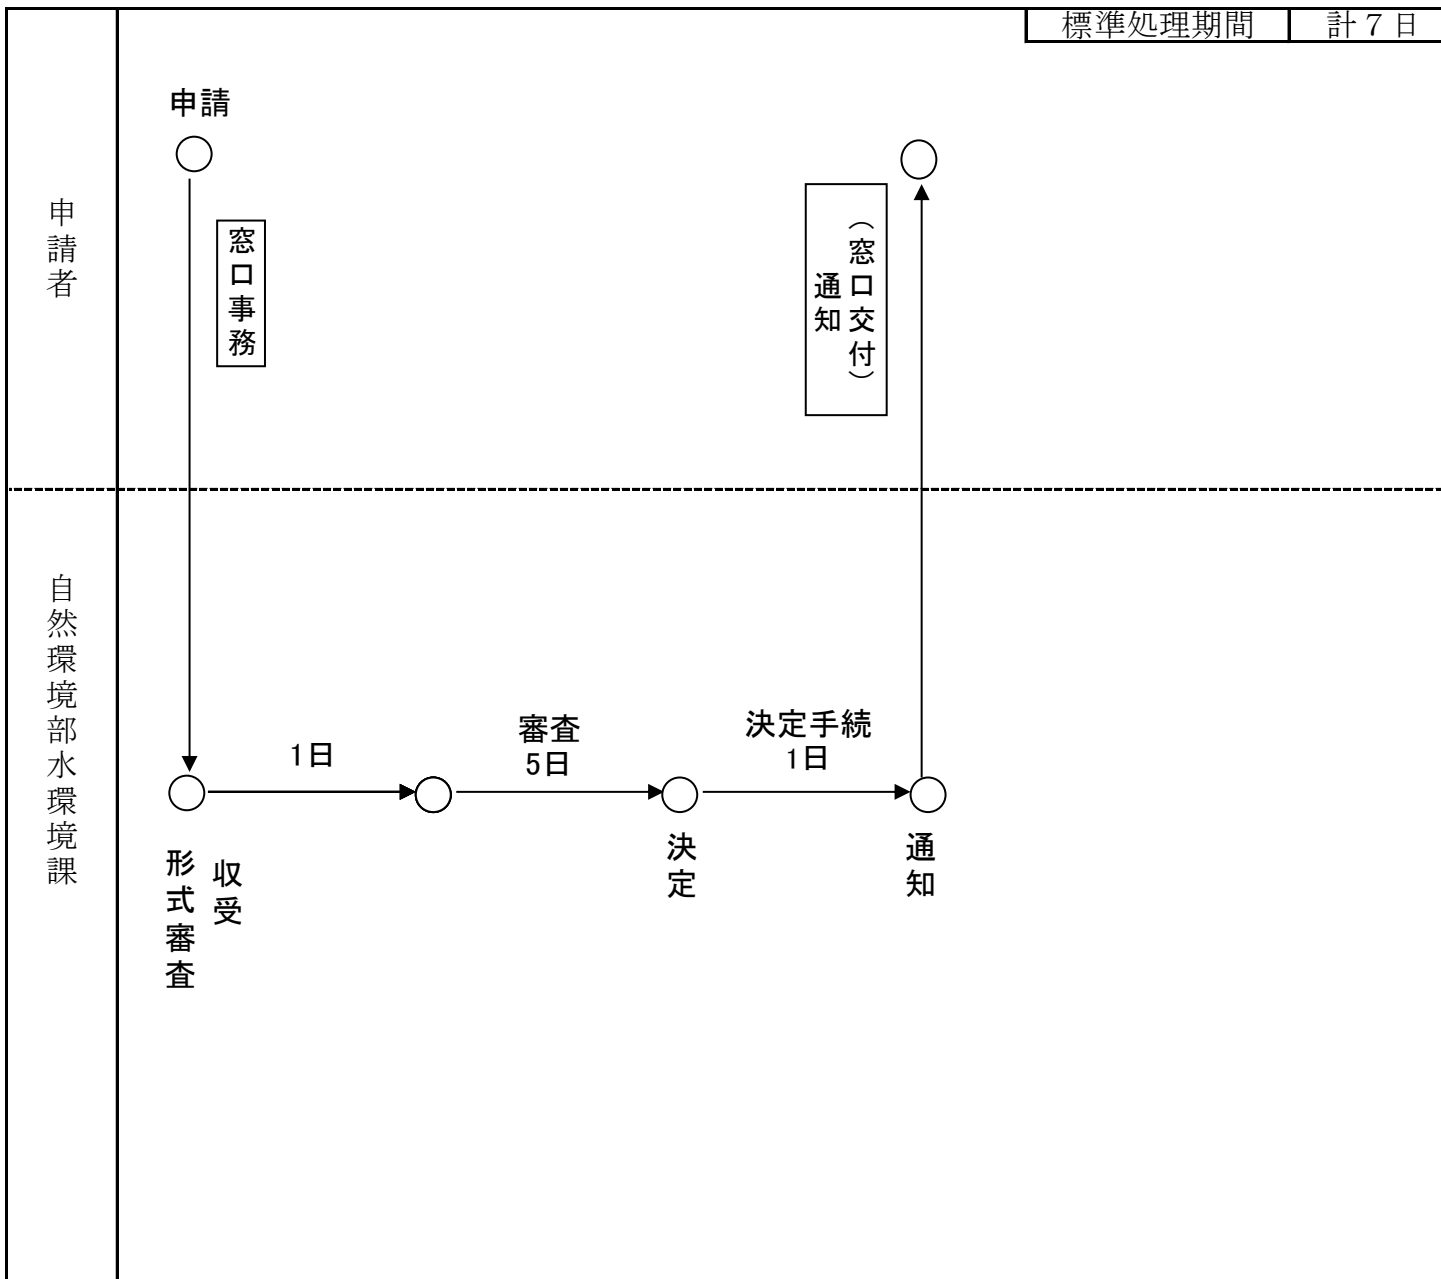 標準処理期間 計７日
申請者
申請
窓口事務
（窓口交付）
通知
自然環境部水環境課
1日
審査
5日
決定手続
1日
収受
形式審査
決定
通知